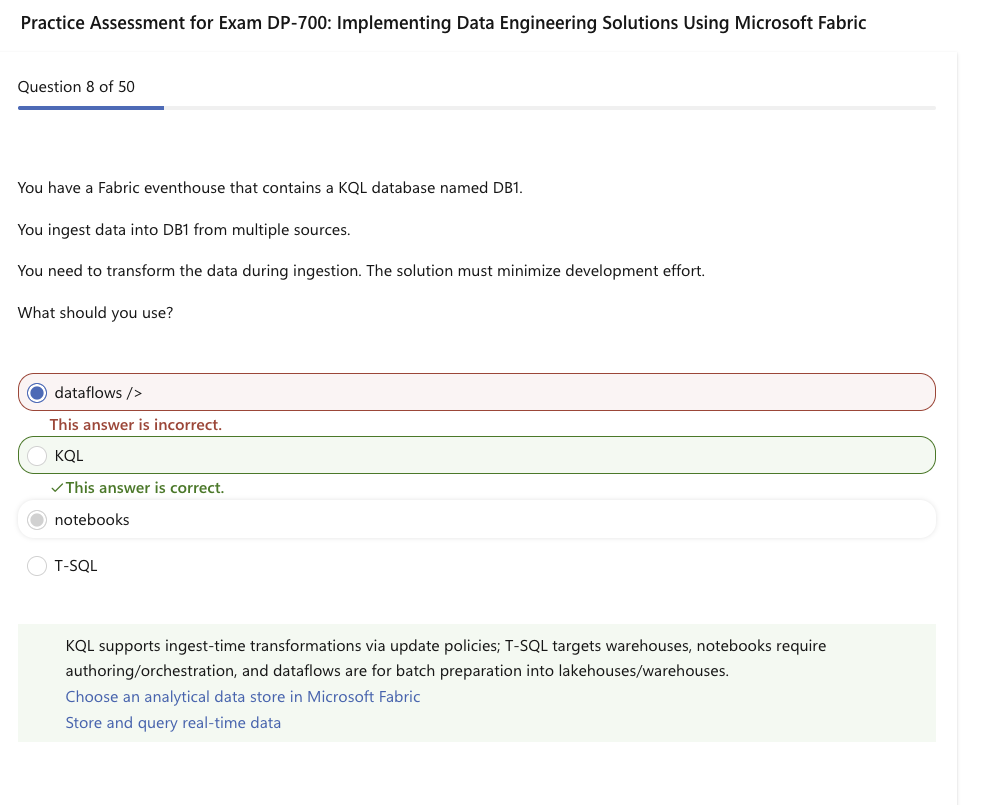 Practice Assessment for Exam DP-700: Implementing Data Engineering Solutions Using Microsoft Fabric
Question 8 of 50
You have a Fabric eventhouse that contains a KQL database named DB1.
You ingest data into DB1 from multiple sources.
You need to transform the data during ingestion. The solution must minimize development effort.
What should you use?
dataflows />
This answer is incorrect.
KQL
✓This answer is correct.
notebooks
T-SQL
KQL supports ingest-time transformations via update policies; T-SQL targets warehouses, notebooks require
authoring/orchestration, and dataflows are for batch preparation into lakehouses/warehouses.
Choose an analytical data store in Microsoft Fabric
Store and query real-time data